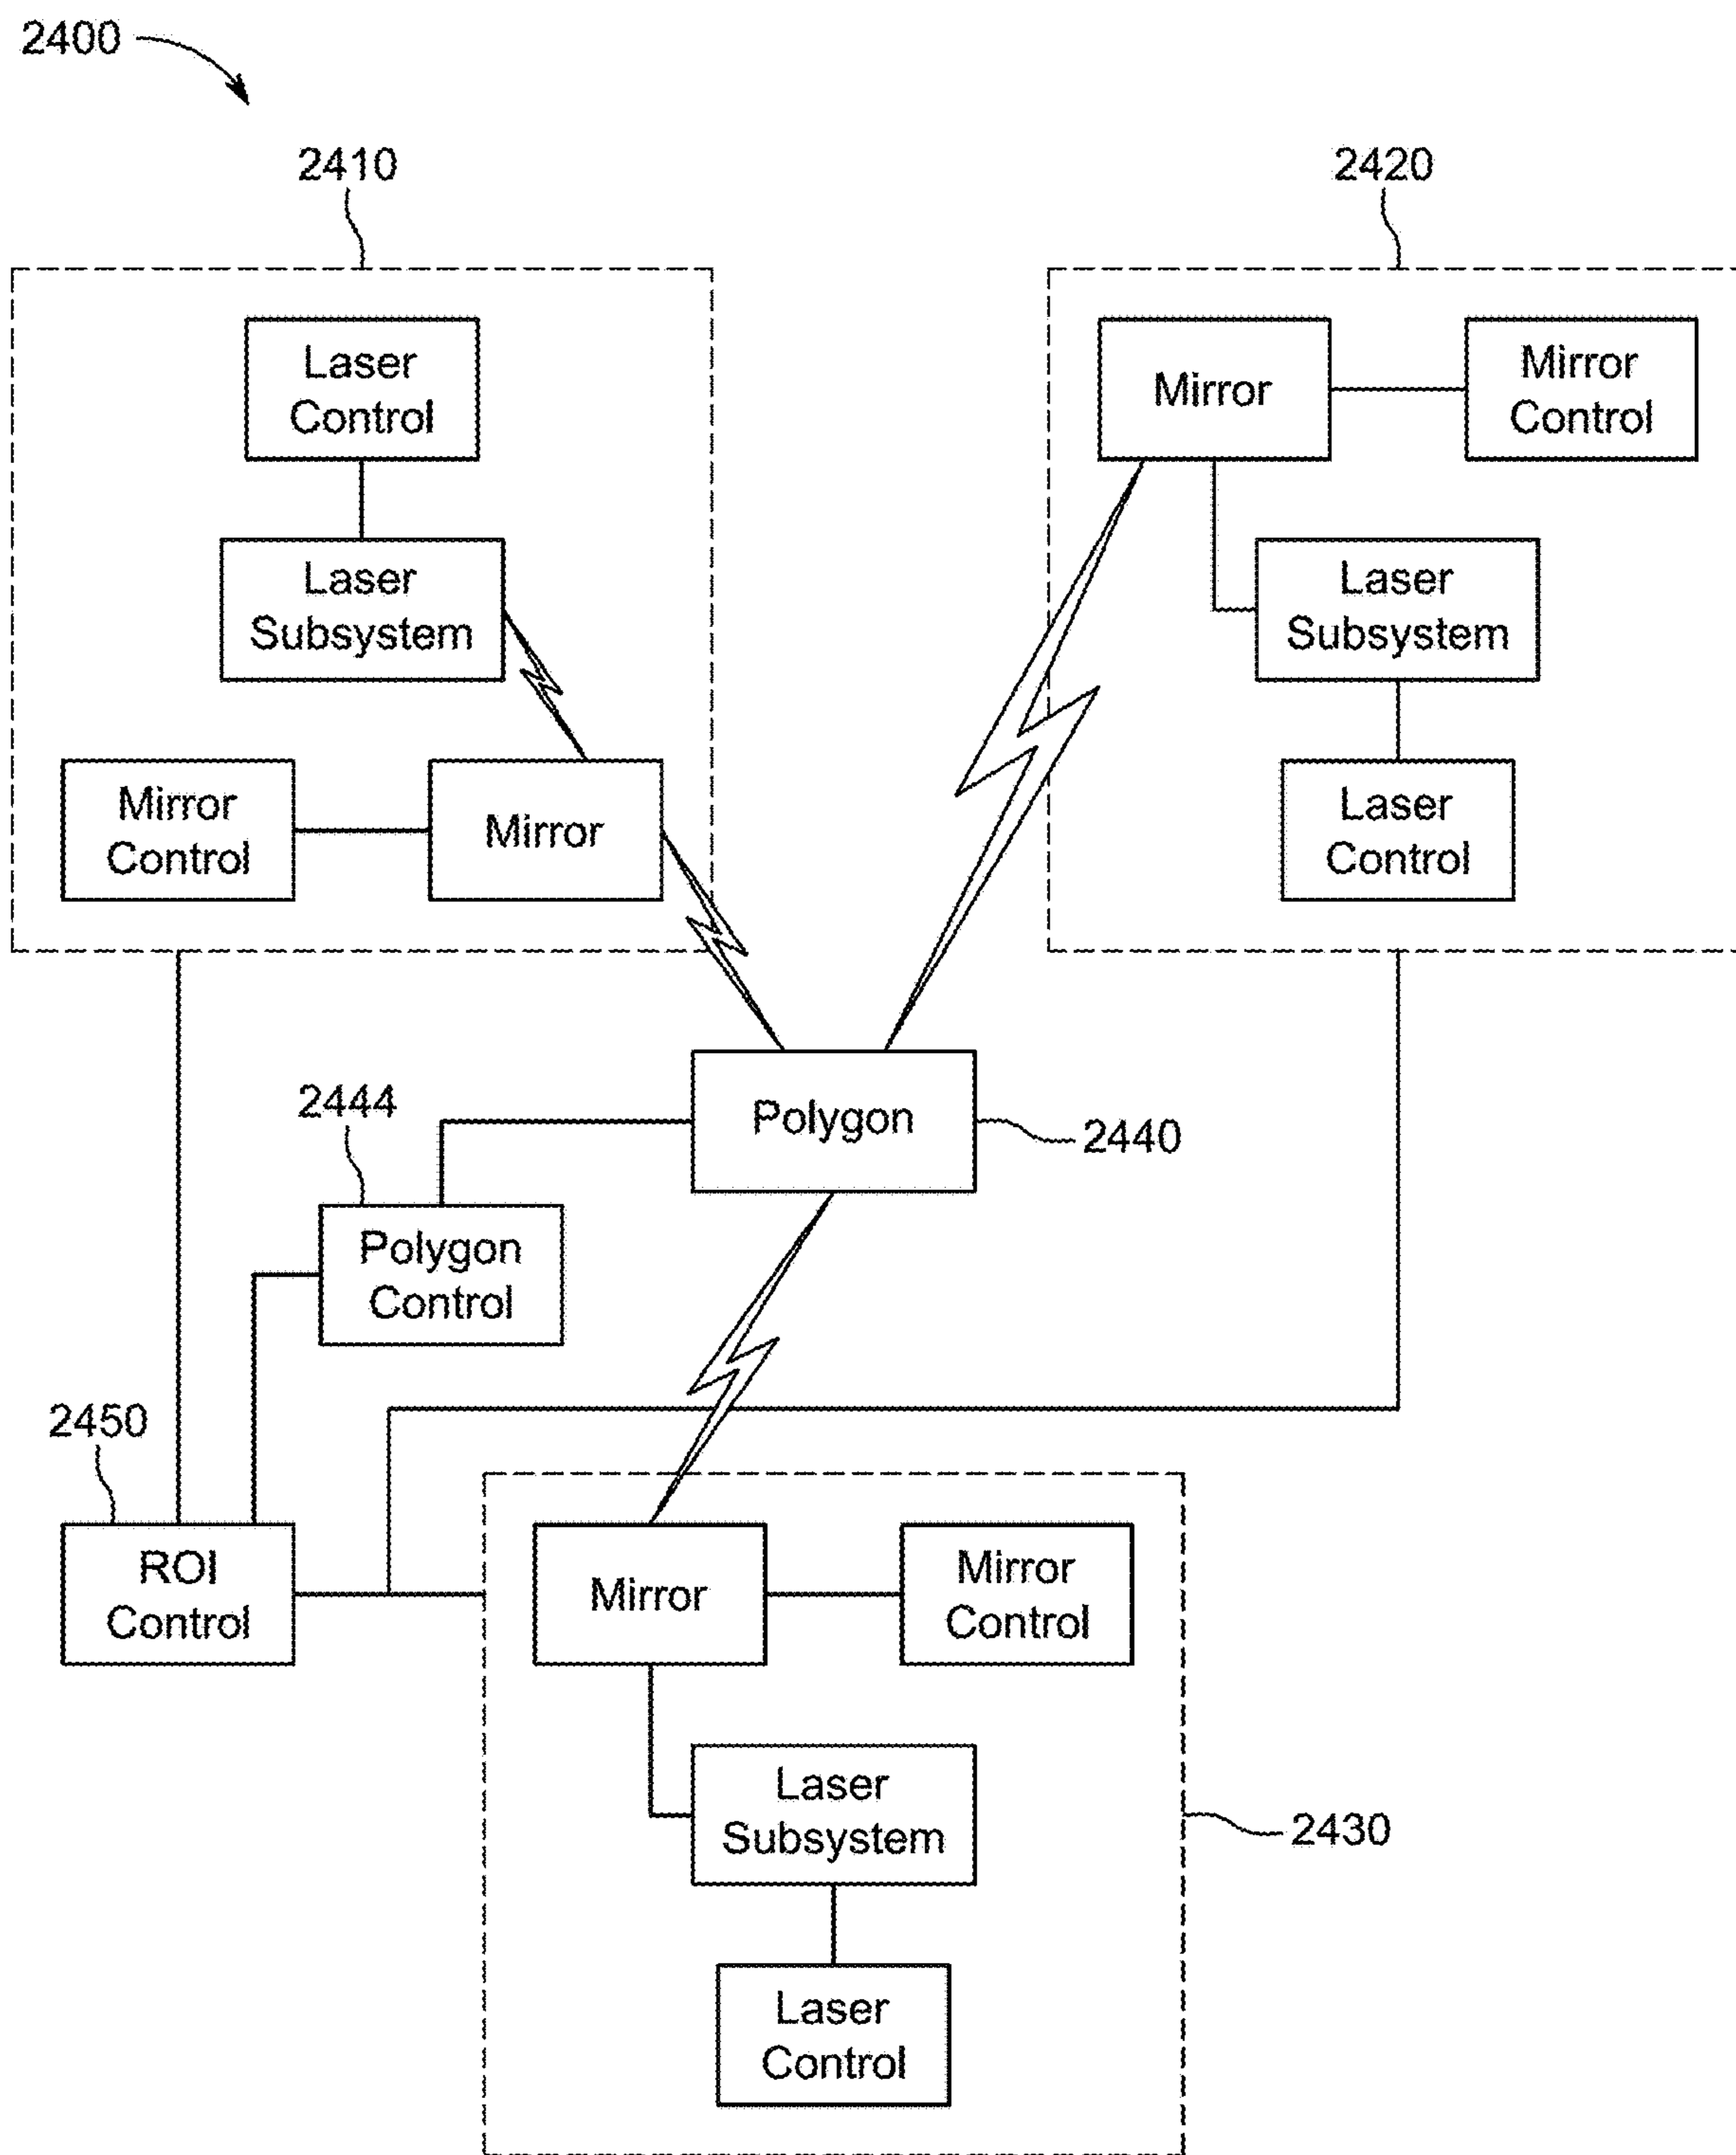 2400
2410
2420
Laser
Control
Mirror
Mirror
Control
Laser
Subsystem
Laser
Subsystem
Mirror
Control
Mirror
Laser
Control
2444
Polygon
2440
Polygon
Control
2450
ROI
Control
Mirror
Mirror
Control
Laser
Subsystem
2430
Laser
Control